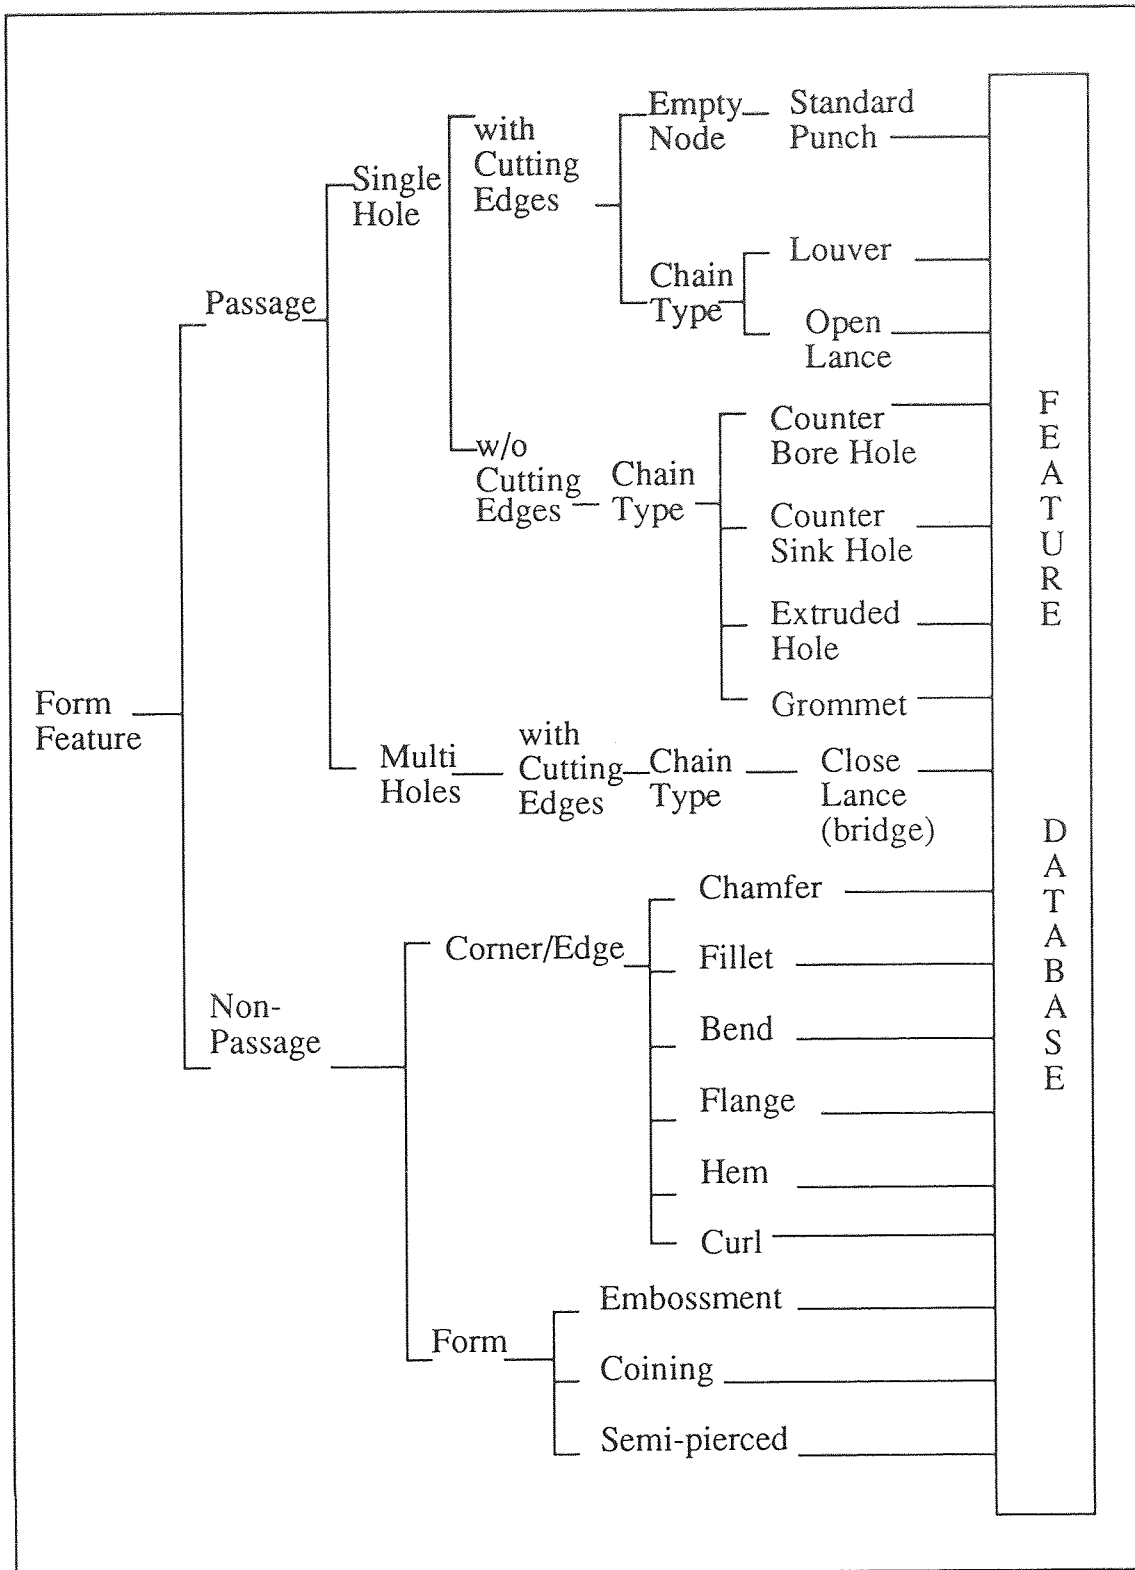 Form
Feature
Passage
Single
Hole
with
Cutting
Edges
Empty
Node
Standard
Punch
Chain
Type
Louver
Open
Lance
w/o
Cutting
Edges
Chain
Type
Counter
Bore Hole
Counter
Sink Hole
Extruded
Hole
Grommet
Multi
Holes
with
Cutting
Edges
Chain
Type
Close
Lance
(bridge)
Non-
Passage
Corner/Edge
Chamfer
Fillet
Bend
Flange
Hem
Curl
Form
Embossment
Coining
Semi-pierced
FEATURE
DATABASE